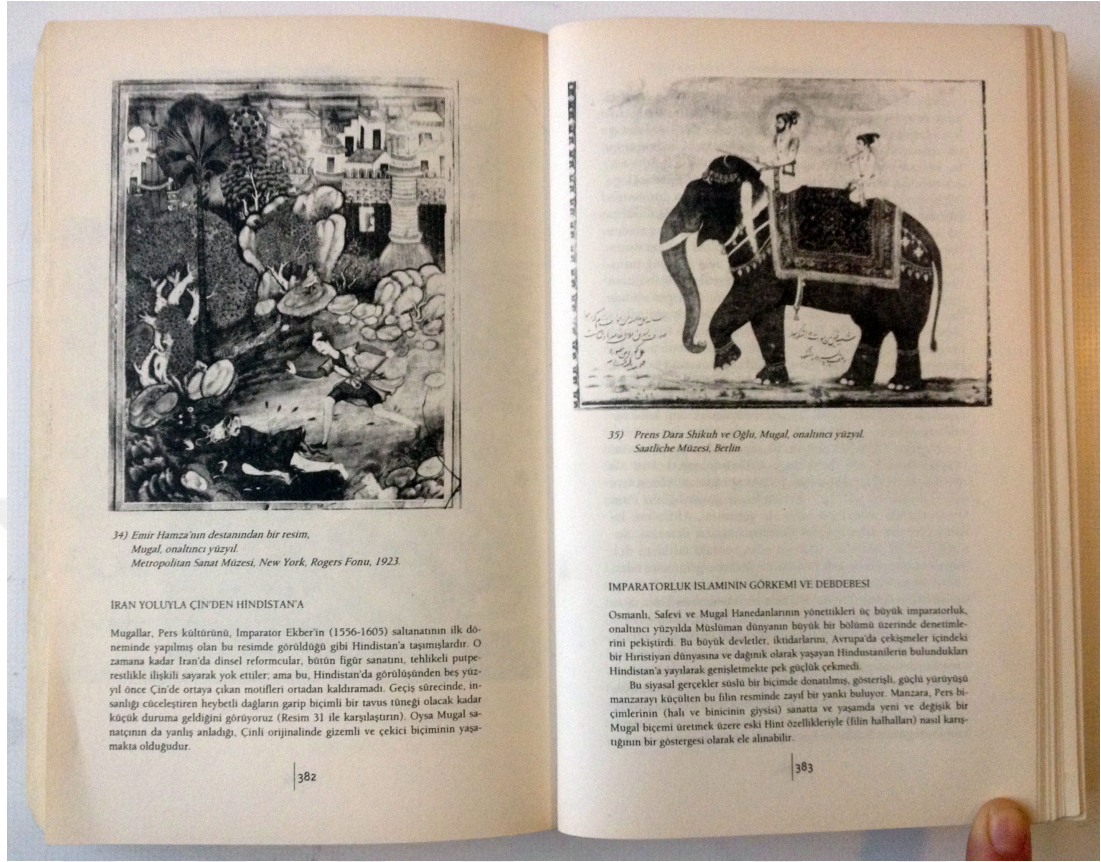 34) Emir Hamza'nın destanından bir resim,
Mugal, onaltıncı yüzyıl.
Metropolitan Sanat Müzesi, New York, Rogers Fonu, 1923.
İRAN YOLUYLA ÇİN'DEN HİNDİSTAN'A
Mugallar, Pers kültürünü, İmparator Ekber'in (1556-1605) saltanatının ilk dö-
neminde yapılmış olan bu resimde görüldüğü gibi Hindistan'a taşımışlardır. O
zamana kadar İran'da dinsel reformcular, bütün figür sanatını, tehlikeli putpe-
restlikle ilişkili sayarak yok ettiler; ama bu, Hindistan'da görülüşünden beş yüz-
yıl önce Çin'de ortaya çıkan motifleri ortadan kaldıramadı. Geçiş sürecinde, in-
sanlığı cüceleştiren heybetli dağların garip biçimli bir tavus tüneği olacak kadar
küçük duruma geldiğini görüyoruz (Resim 31 ile karşılaştırın). Oysa Mugal sa-
natçının da yanlış anladığı, Çinli orijinalinde gizemli ve çekici biçiminin yaşa-
makta olduğudur.
382
35) Prens Dara Shikuh ve Oğlu, Mugal, onaltıncı yüzyıl.
Saatliche Müzesi, Berlin.
İMPARATORLUK İSLAMININ GÖRKEMİ VE DEBDEBESİ
Osmanlı, Safevi ve Mugal Hanedanlarının yönettikleri üç büyük imparatorluk,
onaltıncı yüzyılda Müslüman dünyanın büyük bir bölümü üzerinde denetimle-
rini pekiştirdi. Bu büyük devletler, iktidarlarını, Avrupa'da çekişmeler içindeki
bir Hıristiyan dünyasına ve dağınık olarak yaşayan Hindustanilerin bulundukları
Hindistan'a yayılarak genişletmekte pek güçlük çekmedi.
Bu siyasal gerçekler süslü bir biçimde donatılmış, gösterişli, güçlü yürüyüşü
manzarayı küçülten bu filin resminde zayıf bir yankı buluyor. Manzara, Pers bi-
çimlerinin (halı ve binicinin giysisi) sanatta ve yaşamda yeni ve değişik bir
Mugal biçemi üretmek üzere eski Hint özellikleriyle (filin halhalları) nasıl karış-
tığının bir göstergesi olarak ele alınabilir.
383